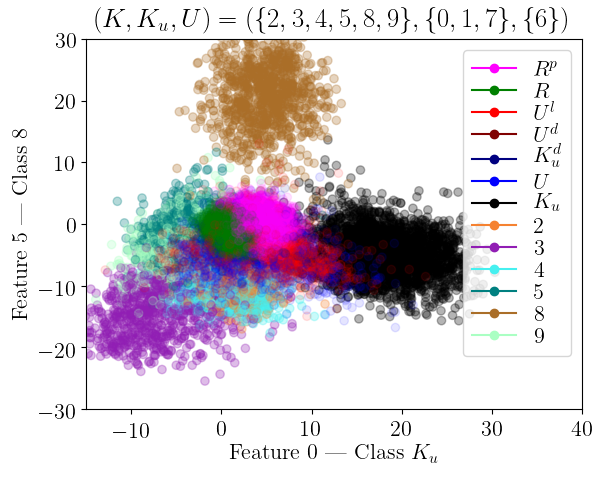 (K, K_u, U) = ({2, 3, 4, 5, 8, 9}, {0, 1, 7}, {6})
30
20
10
0
−10
−20
−30
Feature 5 — Class 8
R^p
R
U^l
U^d
K_u^d
U
K_u
2
3
4
5
8
9
−10
0
10
20
30
40
Feature 0 — Class K_u